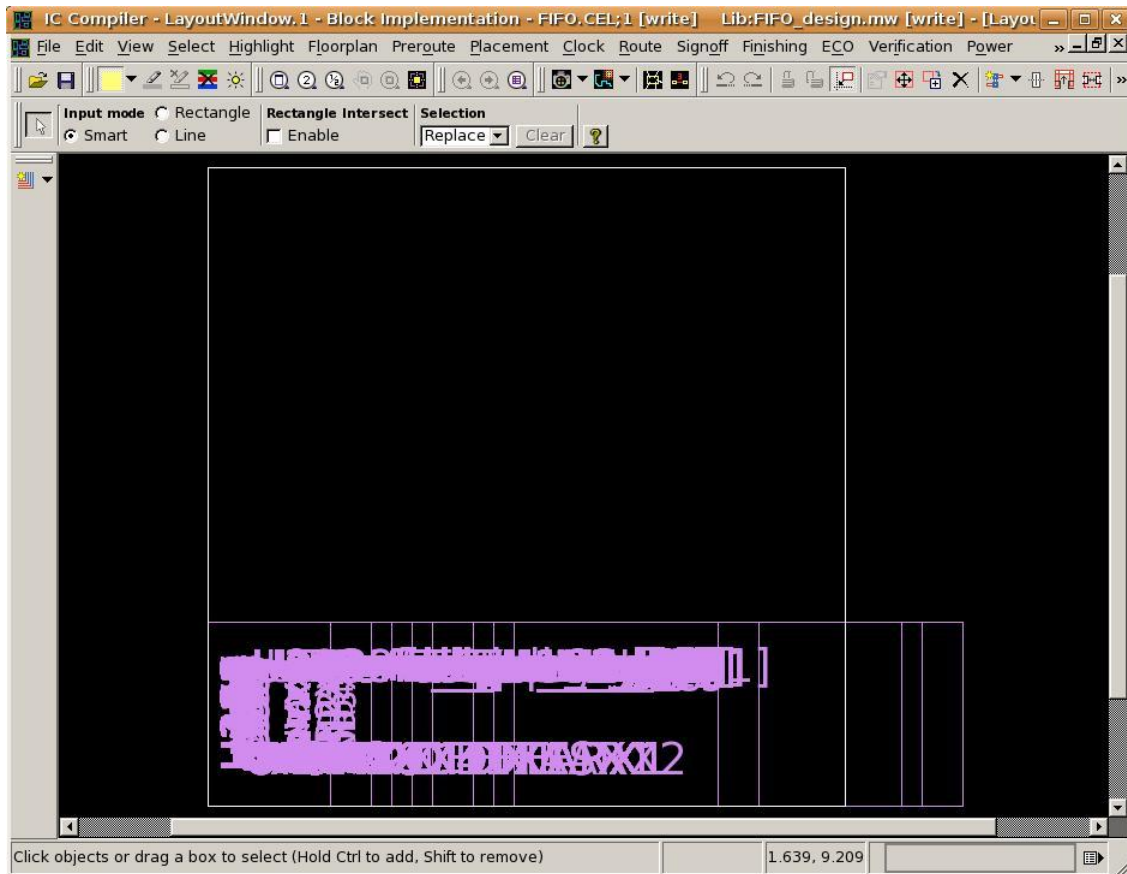 IC Compiler - LayoutWindow.1 - Block Implementation - FIFO.CEL;1 [write] Lib:FIFO_design.mw [write] - [Layou
File Edit View Select Highlight Floorplan Preroute Placement Clock Route Signoff Finishing ECO Verification Power »
»
Input mode Rectangle Rectangle Intersect Selection
Smart Line Enable Replace Clear ?
Click objects or drag a box to select (Hold Ctrl to add, Shift to remove) 1.639, 9.209